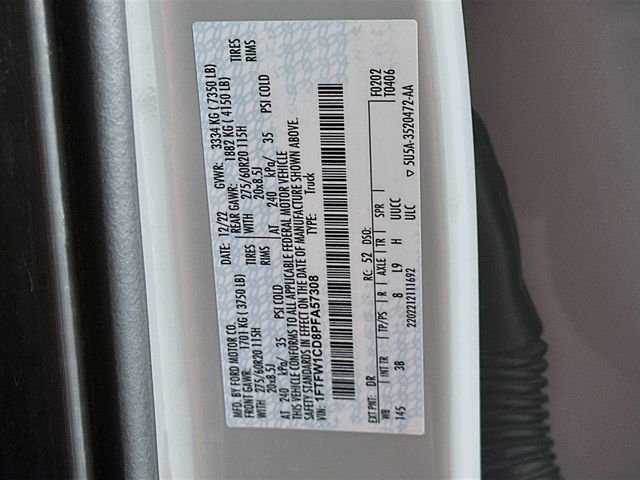 MFD. BY FORD MOTOR CO.
DATE: 12/22 GVWR: 3334 KG ( 7350 LB)
FRONT GAWR: 1701 KG ( 3750 LB) REAR GAWR: 1882 KG ( 4150 LB)
WITH 275/60R20 115H TIRES WITH 275/60R20 115H TIRES
20x8.5J RIMS 20x8.5J RIMS
AT 240 kPa/ 35 PSI COLD AT 240 kPa/ 35 PSI COLD
THIS VEHICLE CONFORMS TO ALL APPLICABLE FEDERAL MOTOR VEHICLE
SAFETY STANDARDS IN EFFECT ON THE DATE OF MANUFACTURE SHOWN ABOVE.
VIN: 1FTFW1CD8PFA57308 TYPE: Truck
F0202
T0406
EXT PNT: DR RC: 52 DSO:
WB INT TR TP/PS R AXLE TR SPR
145 3B 8 L9 H UUCC
ULC
220221211692
▽ 5U5A-3520472-AA